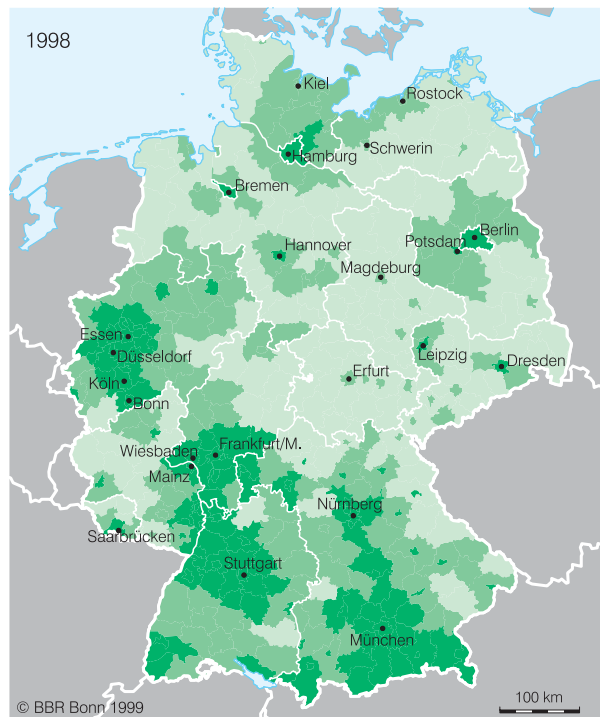 1998
Kiel
Rostock
Hamburg
Schwerin
Bremen
Berlin
Hannover
Potsdam
Magdeburg
Essen
Düsseldorf
Leipzig
Dresden
Köln
Erfurt
Bonn
Wiesbaden
Frankfurt/M.
Mainz
Nürnberg
Saarbrücken
Stuttgart
München
© BBR Bonn 1999
100 km